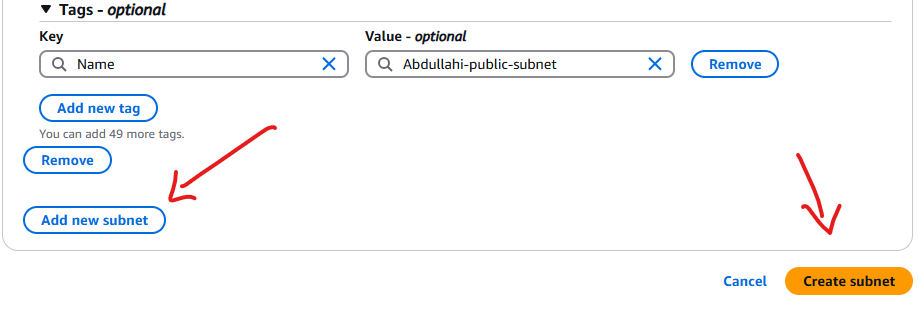 ▼ Tags - optional
Key
Value - optional
Name
Abdullahi-public-subnet
Remove
Add new tag
You can add 49 more tags.
Remove
Add new subnet
Cancel
Create subnet